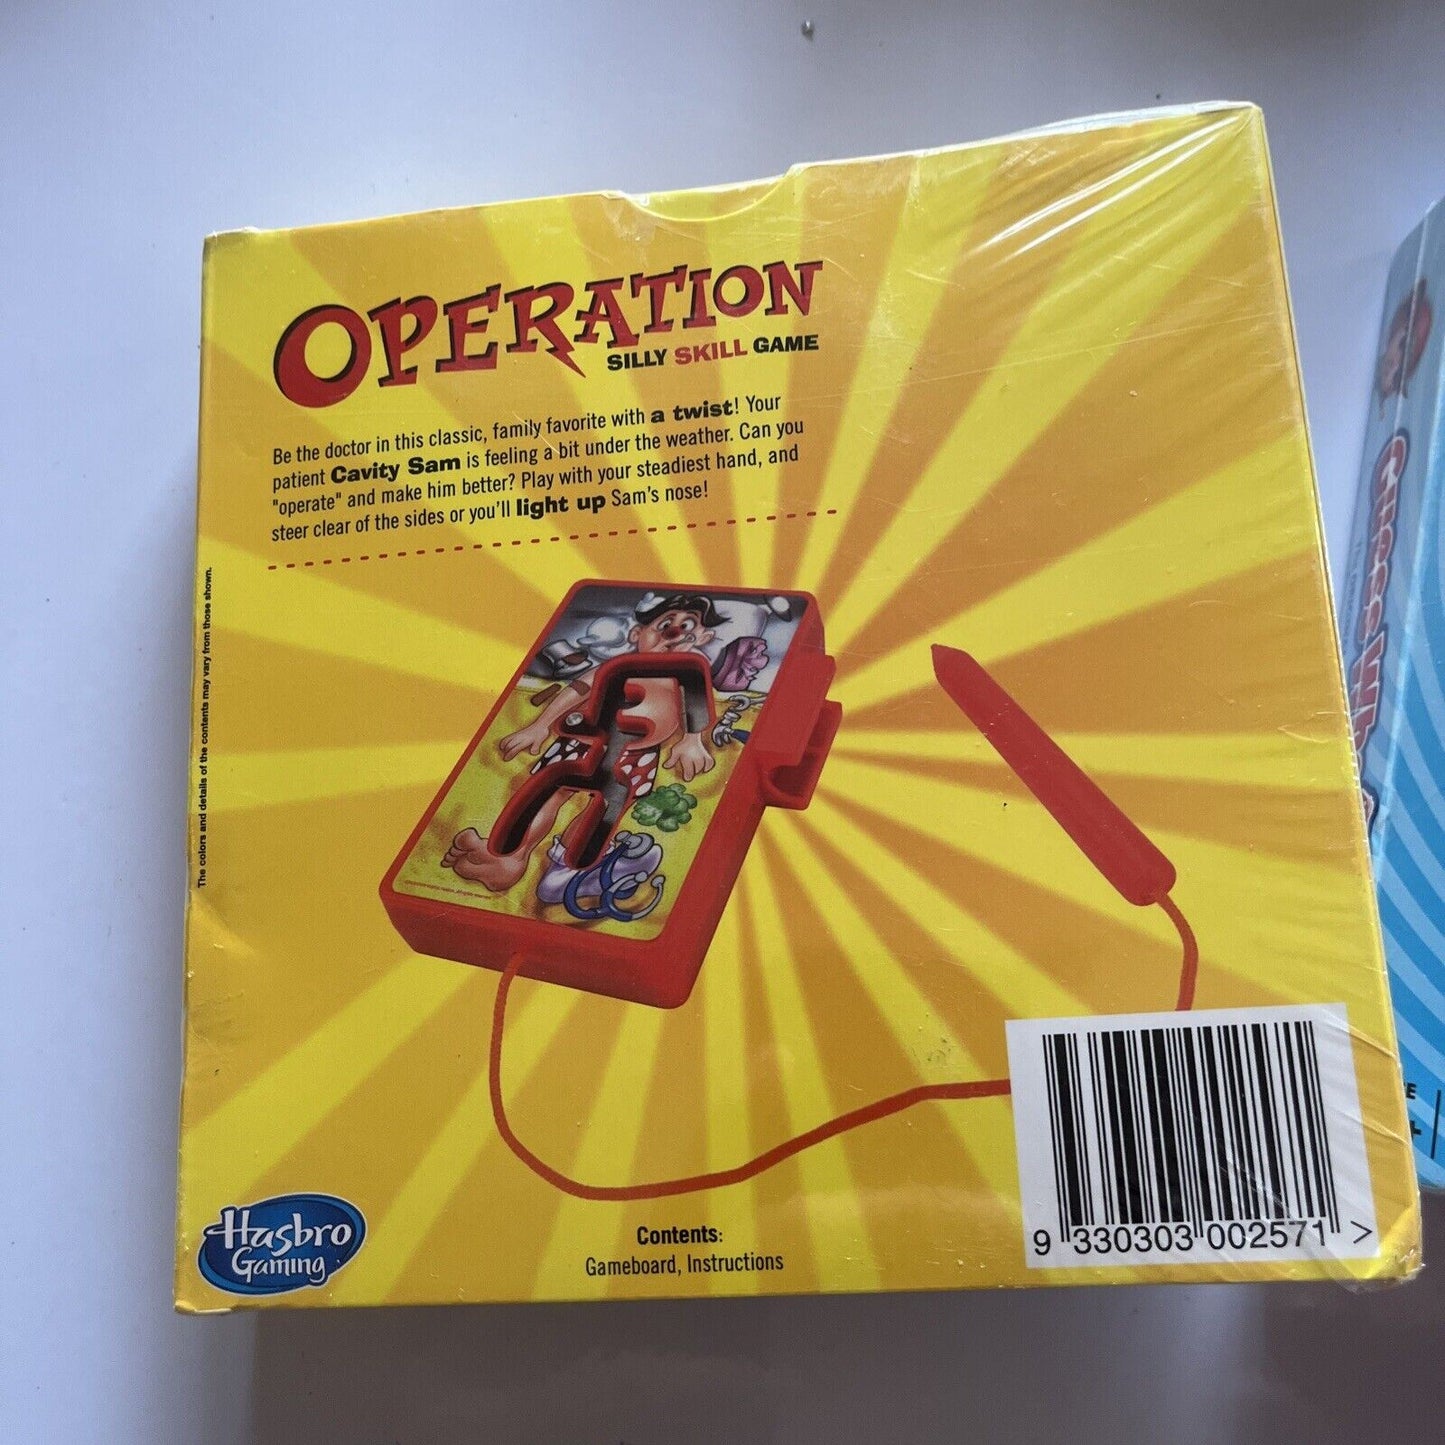 OPERATION
SILLY SKILL GAME
Be the doctor in this classic, family favorite with a twist! Your
patient Cavity Sam is feeling a bit under the weather. Can you
"operate" and make him better? Play with your steadiest hand, and
steer clear of the sides or you'll light up Sam's nose!
The colors and details of the contents may vary from those shown.
Hasbro
Gaming
Contents:
Gameboard, Instructions
9 330303 002571 >
GUESS WHO?